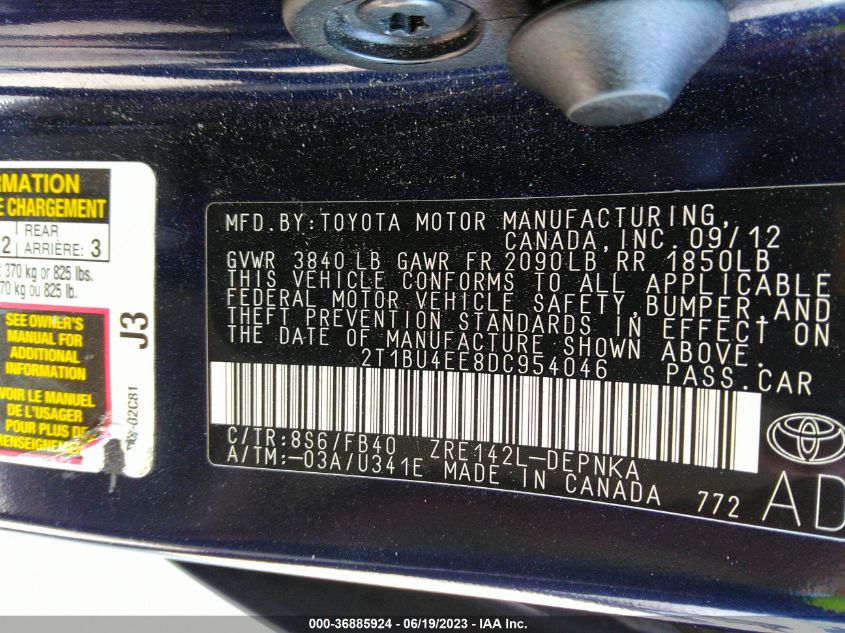 RMATION
E CHARGEMENT
2 | REAR
ARRIÈRE: 3
: 370 kg or 825 lbs.
70 kg ou 825 lb.
SEE OWNER'S
MANUAL FOR
ADDITIONAL
INFORMATION
VOIR LE MANUEL
DE L'USAGER
POUR PLUS DE
RENSEIGNEMENT
J3
-02C81
MFD.BY:TOYOTA MOTOR MANUFACTURING,
CANADA,INC.09/12
GVWR 3840LB GAWR FR 2090LB RR 1850LB
THIS VEHICLE CONFORMS TO ALL APPLICABLE
FEDERAL MOTOR VEHICLE SAFETY,BUMPER,AND
THEFT PREVENTION STANDARDS IN EFFECT ON
THE DATE OF MANUFACTURE SHOWN ABOVE.
2T1BU4EE8DC954046 PASS.CAR
C/TR:8S6/FB40 ZRE142L-DEPNKA
A/TM:-03A/U341E MADE IN CANADA 772
AD
000-36885924 - 06/19/2023 - IAA Inc.